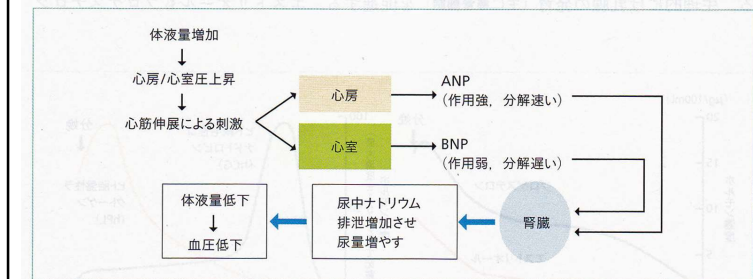 体液量増加
心房/心室圧上昇
心筋伸展による刺激
心房
心室
ANP
(作用強，分解速い)
BNP
(作用弱，分解遅い)
腎臓
尿中ナトリウム
排泄増加させ
尿量増やす
体液量低下
血圧低下